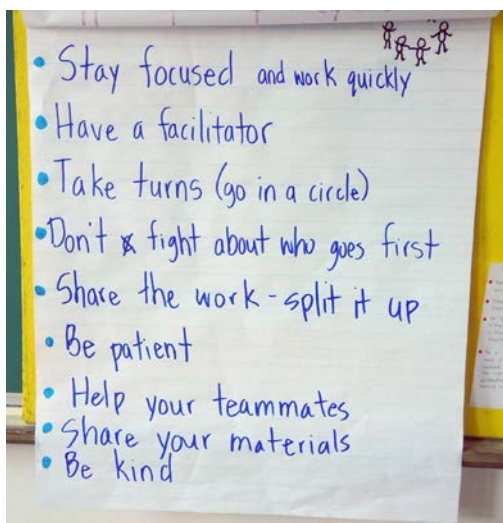 • Stay focused and work quickly
• Have a facilitator
• Take turns (go in a circle)
• Don't fight about who goes first
• Share the work - split it up
• Be patient
• Help your teammates
• Share your materials
• Be kind